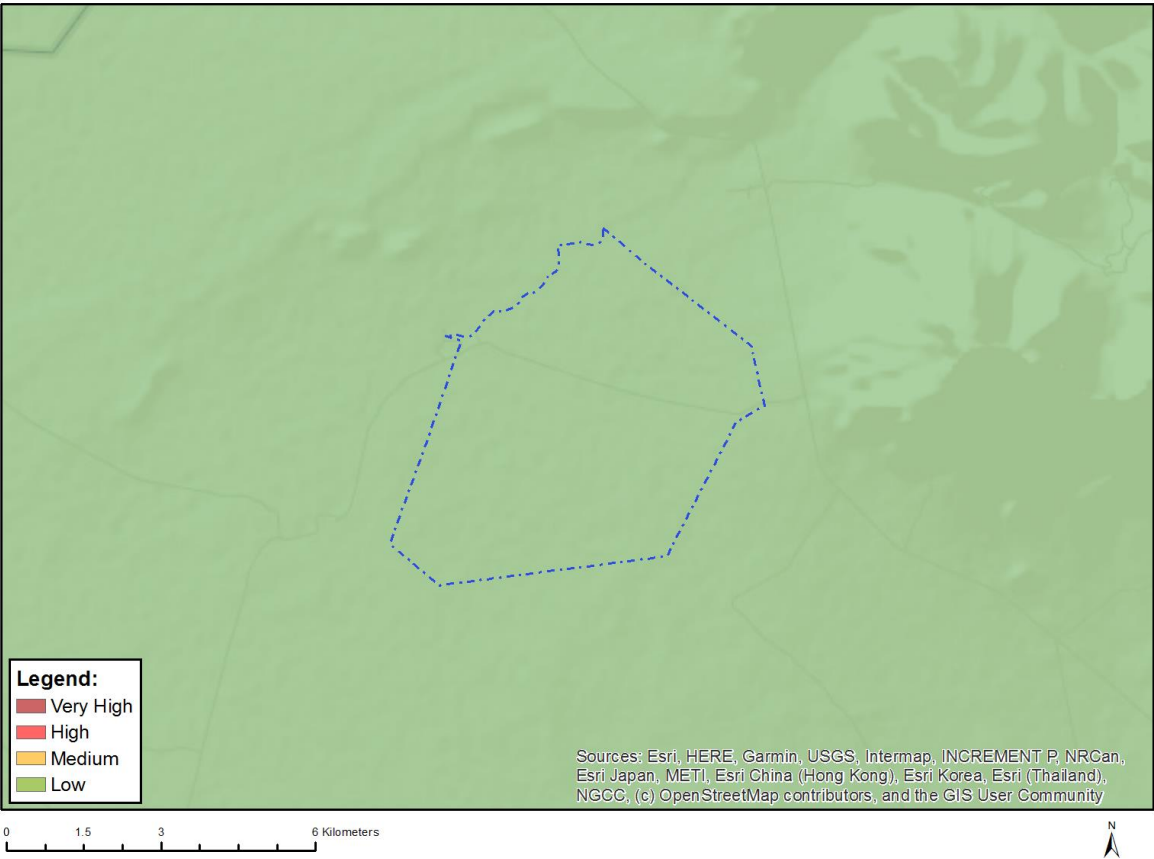 Legend:
Very High
High
Medium
Low
Sources: Esri, HERE, Garmin, USGS, Intermap, INCREMENT P, NRCan,
Esri Japan, METI, Esri China (Hong Kong), Esri Korea, Esri (Thailand),
NGCC, (c) OpenStreetMap contributors, and the GIS User Community
0 1.5 3 6 Kilometers
N